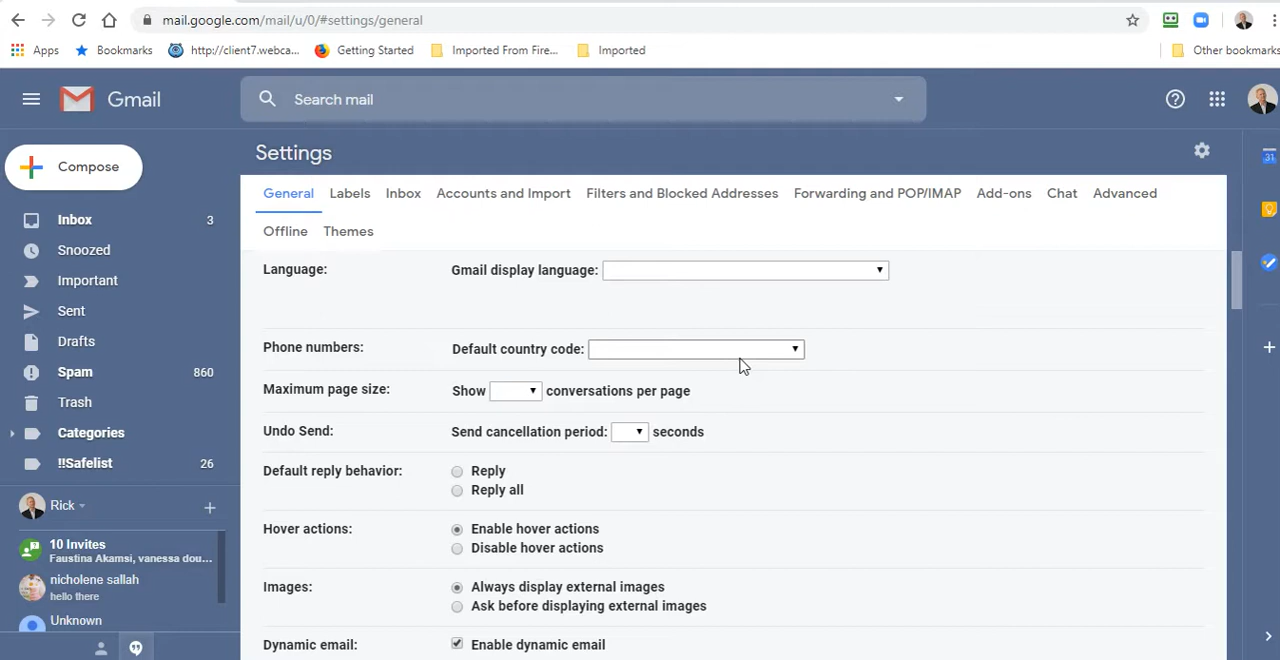 mail.google.com/mail/u/0/#settings/general
Apps
Bookmarks
http://client7.webca...
Getting Started
Imported From Fire...
Imported
Other bookmarks
Gmail
Search mail
Compose
Settings
General
Labels
Inbox
Accounts and Import
Filters and Blocked Addresses
Forwarding and POP/IMAP
Add-ons
Chat
Advanced
Offline
Themes
Inbox 3
Snoozed
Important
Sent
Drafts
Spam 860
Trash
Categories
!!Safelist 26
Rick
10 Invites
Faustina Akamsi, vanessa dou...
nicholene sallah
hello there
Unknown
Language: Gmail display language:
Phone numbers: Default country code:
Maximum page size: Show conversations per page
Undo Send: Send cancellation period: seconds
Default reply behavior: Reply
Reply all
Hover actions: Enable hover actions
Disable hover actions
Images: Always display external images
Ask before displaying external images
Dynamic email: Enable dynamic email
31